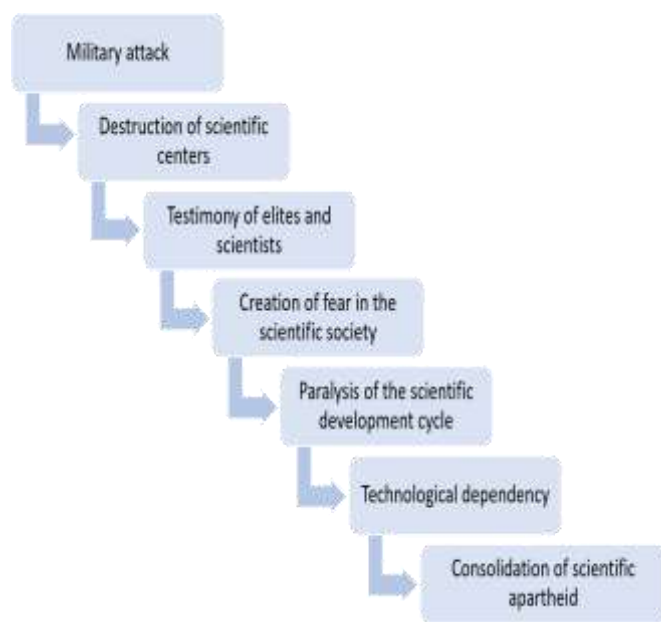 Military attack
Destruction of scientific
centers
Testimony of elites and
scientists
Creation of fear in the
scientific society
Paralysis of the scientific
development cycle
Technological dependency
Consolidation of scientific
apartheid